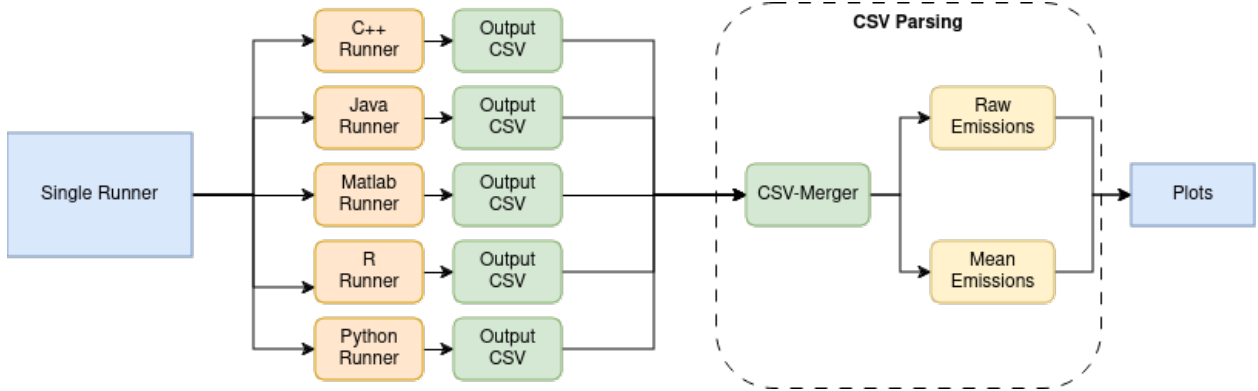 Single Runner
C++
Runner
Output
CSV
Java
Runner
Output
CSV
Matlab
Runner
Output
CSV
R
Runner
Output
CSV
Python
Runner
Output
CSV
CSV Parsing
CSV-Merger
Raw
Emissions
Mean
Emissions
Plots